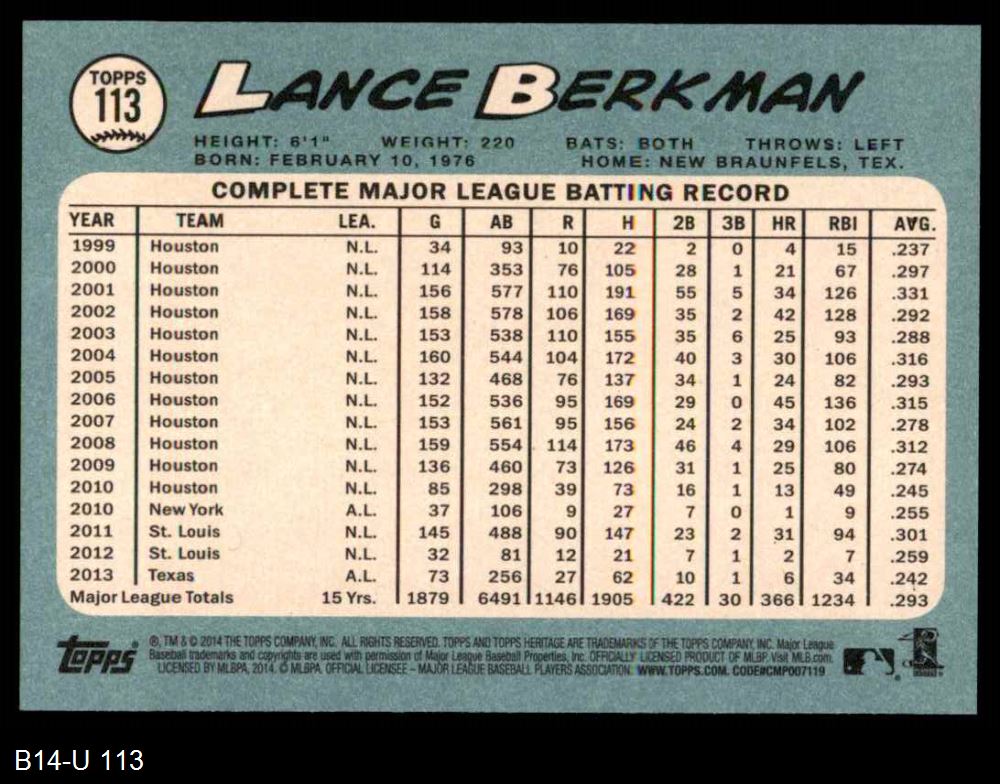 TOPPS
113
LANCE BERKMAN
HEIGHT: 6'1" WEIGHT: 220 BATS: BOTH THROWS: LEFT
BORN: FEBRUARY 10, 1976 HOME: NEW BRAUNFELS, TEX.
COMPLETE MAJOR LEAGUE BATTING RECORD
YEAR TEAM LEA. G AB R H 2B 3B HR RBI AVG.
1999 Houston N.L. 34 93 10 22 2 0 4 15 .237
2000 Houston N.L. 114 353 76 105 28 1 21 67 .297
2001 Houston N.L. 156 577 110 191 55 5 34 126 .331
2002 Houston N.L. 158 578 106 169 35 2 42 128 .292
2003 Houston N.L. 153 538 110 155 35 6 25 93 .288
2004 Houston N.L. 160 544 104 172 40 3 30 106 .316
2005 Houston N.L. 132 468 76 137 34 1 24 82 .293
2006 Houston N.L. 152 536 95 169 29 0 45 136 .315
2007 Houston N.L. 153 561 95 156 24 2 34 102 .278
2008 Houston N.L. 159 554 114 173 46 4 29 106 .312
2009 Houston N.L. 136 460 73 126 31 1 25 80 .274
2010 Houston N.L. 85 298 39 73 16 1 13 49 .245
2010 New York A.L. 37 106 9 27 7 0 1 9 .255
2011 St. Louis N.L. 145 488 90 147 23 2 31 94 .301
2012 St. Louis N.L. 32 81 12 21 7 1 2 7 .259
2013 Texas A.L. 73 256 27 62 10 1 6 34 .242
Major League Totals 15 Yrs. 1879 6491 1146 1905 422 30 366 1234 .293
Topps
®, TM & © 2014 THE TOPPS COMPANY, INC. ALL RIGHTS RESERVED. TOPPS AND TOPPS HERITAGE ARE TRADEMARKS OF THE TOPPS COMPANY, INC. Major League
Baseball trademarks and copyrights are used with permission of Major League Baseball Properties, Inc. OFFICIALLY LICENSED PRODUCT OF MLBP. Visit MLB.com.
LICENSED BY MLBPA, 2014. © MLBPA. OFFICIAL LICENSEE – MAJOR LEAGUE BASEBALL PLAYERS ASSOCIATION. WWW.TOPPS.COM. CODE#CMP007119
B14-U 113